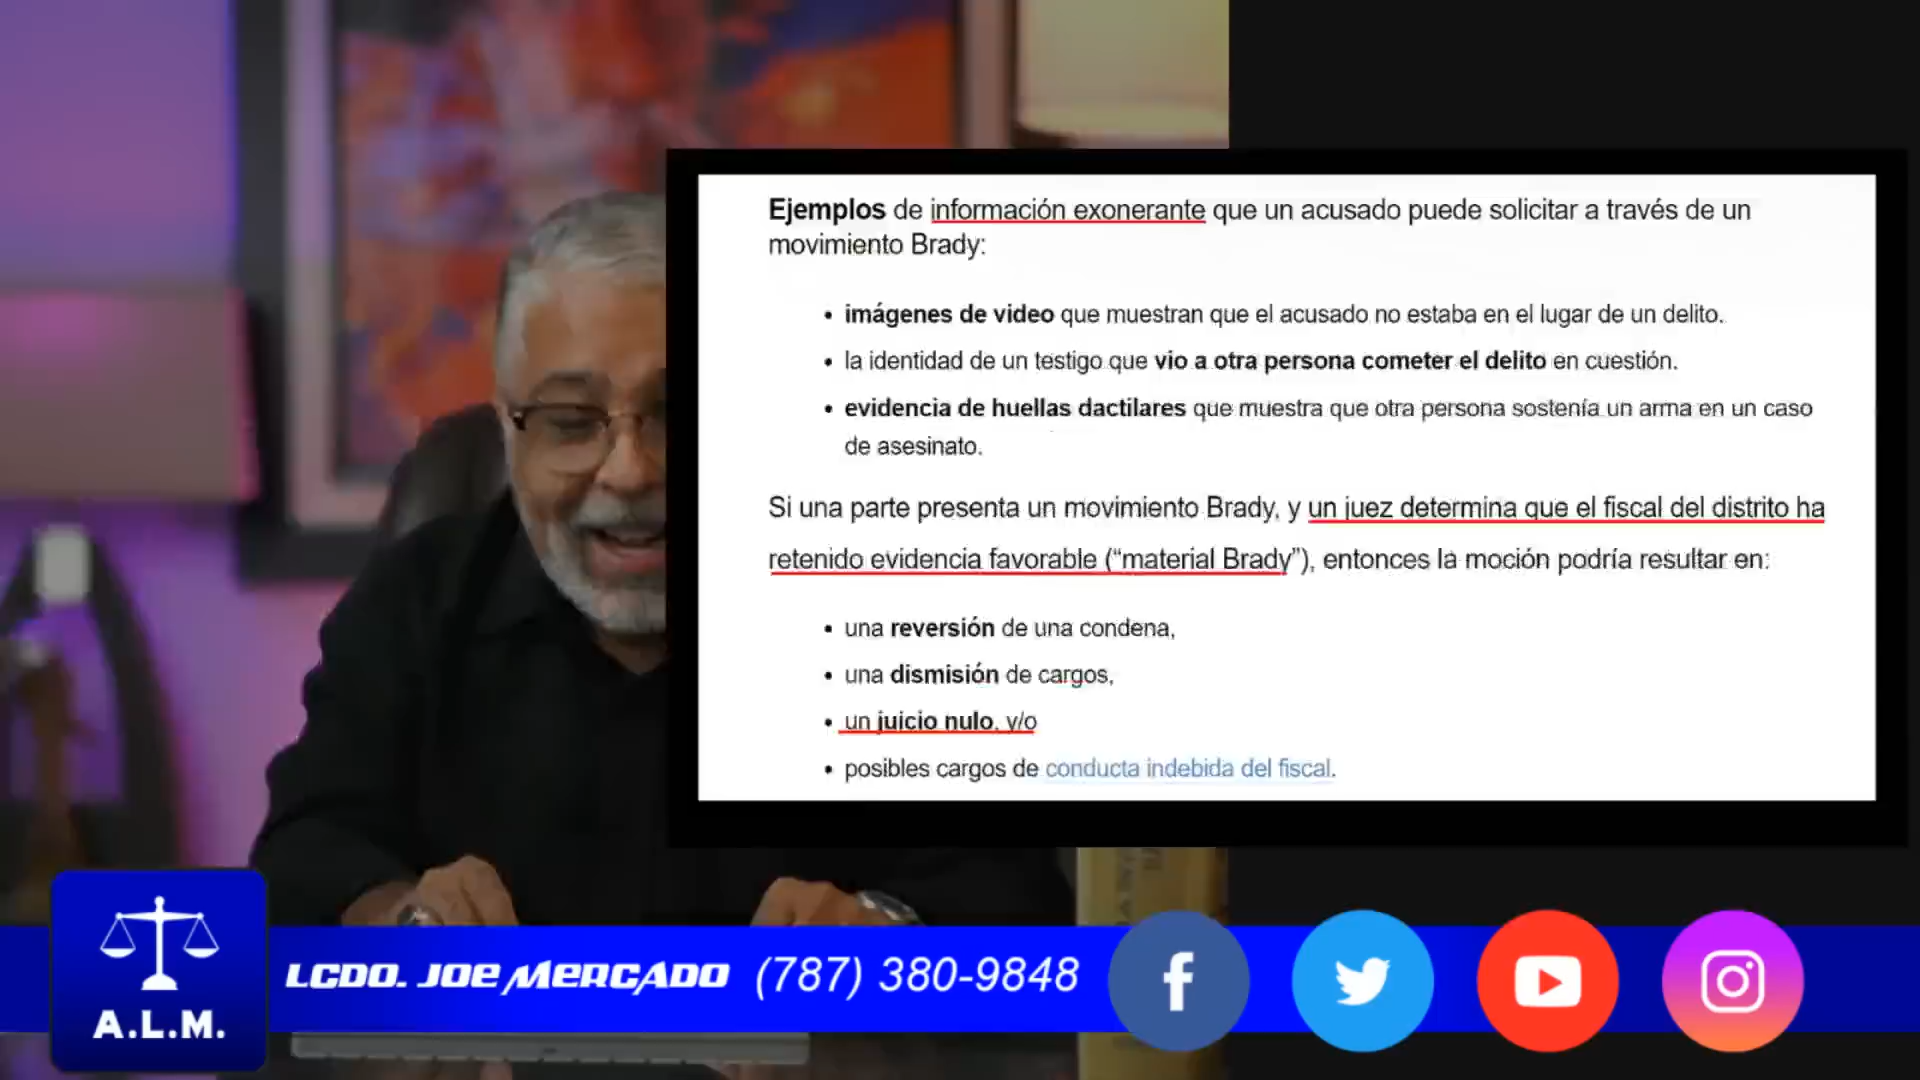 Ejemplos de información exonerante que un acusado puede solicitar a través de un
movimiento Brady:
• imágenes de video que muestran que el acusado no estaba en el lugar de un delito.
• la identidad de un testigo que vio a otra persona cometer el delito en cuestión.
• evidencia de huellas dactilares que muestra que otra persona sostenía un arma en un caso
de asesinato.
Si una parte presenta un movimiento Brady, y un juez determina que el fiscal del distrito ha
retenido evidencia favorable (“material Brady”), entonces la moción podría resultar en:
• una reversión de una condena,
• una dismisión de cargos,
• un juicio nulo, y/o
• posibles cargos de conducta indebida del fiscal.
LCDO. JOE MERCADO (787) 380-9848
A.L.M.